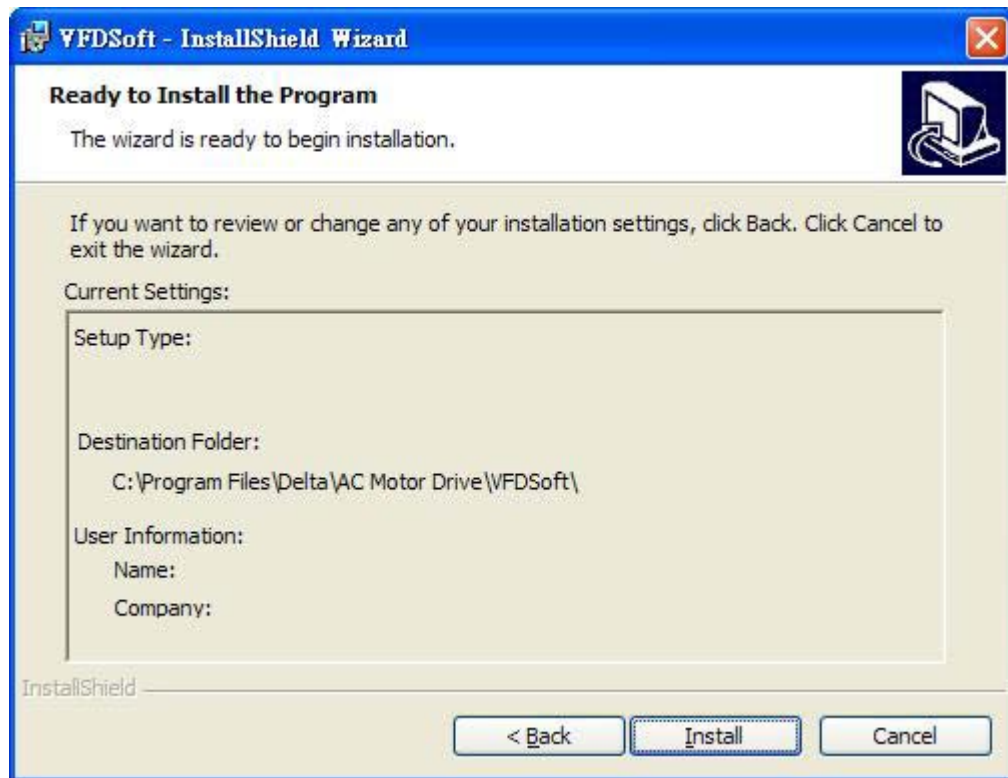 VFDSoft - InstallShield Wizard
Ready to Install the Program
The wizard is ready to begin installation.
If you want to review or change any of your installation settings, click Back. Click Cancel to
exit the wizard.
Current Settings:
Setup Type:
Destination Folder:
C:\Program Files\Delta\AC Motor Drive\VFDSoft\
User Information:
Name:
Company:
InstallShield
< Back
Install
Cancel